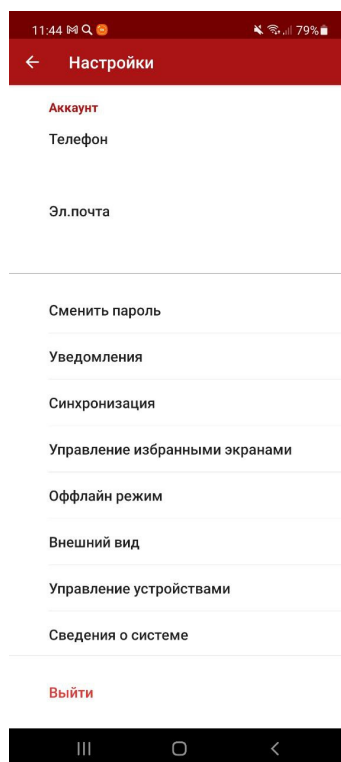 11:44 79%
Настройки
Аккаунт
Телефон
Эл.почта
Сменить пароль
Уведомления
Синхронизация
Управление избранными экранами
Оффлайн режим
Внешний вид
Управление устройствами
Сведения о системе
Выйти